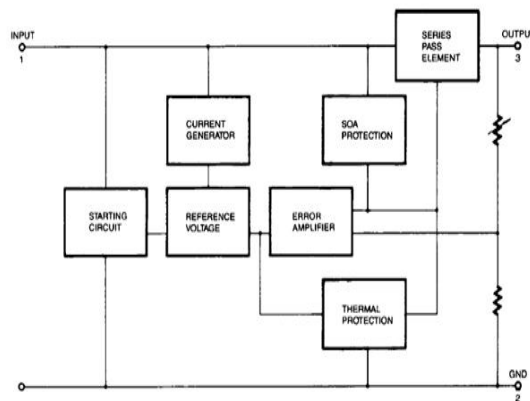 SERIES
PASS
ELEMENT
INPUT
1
OUTPUT
3
CURRENT
GENERATOR
SOA
PROTECTION
STARTING
CIRCUIT
REFERENCE
VOLTAGE
ERROR
AMPLIFIER
THERMAL
PROTECTION
GND
2